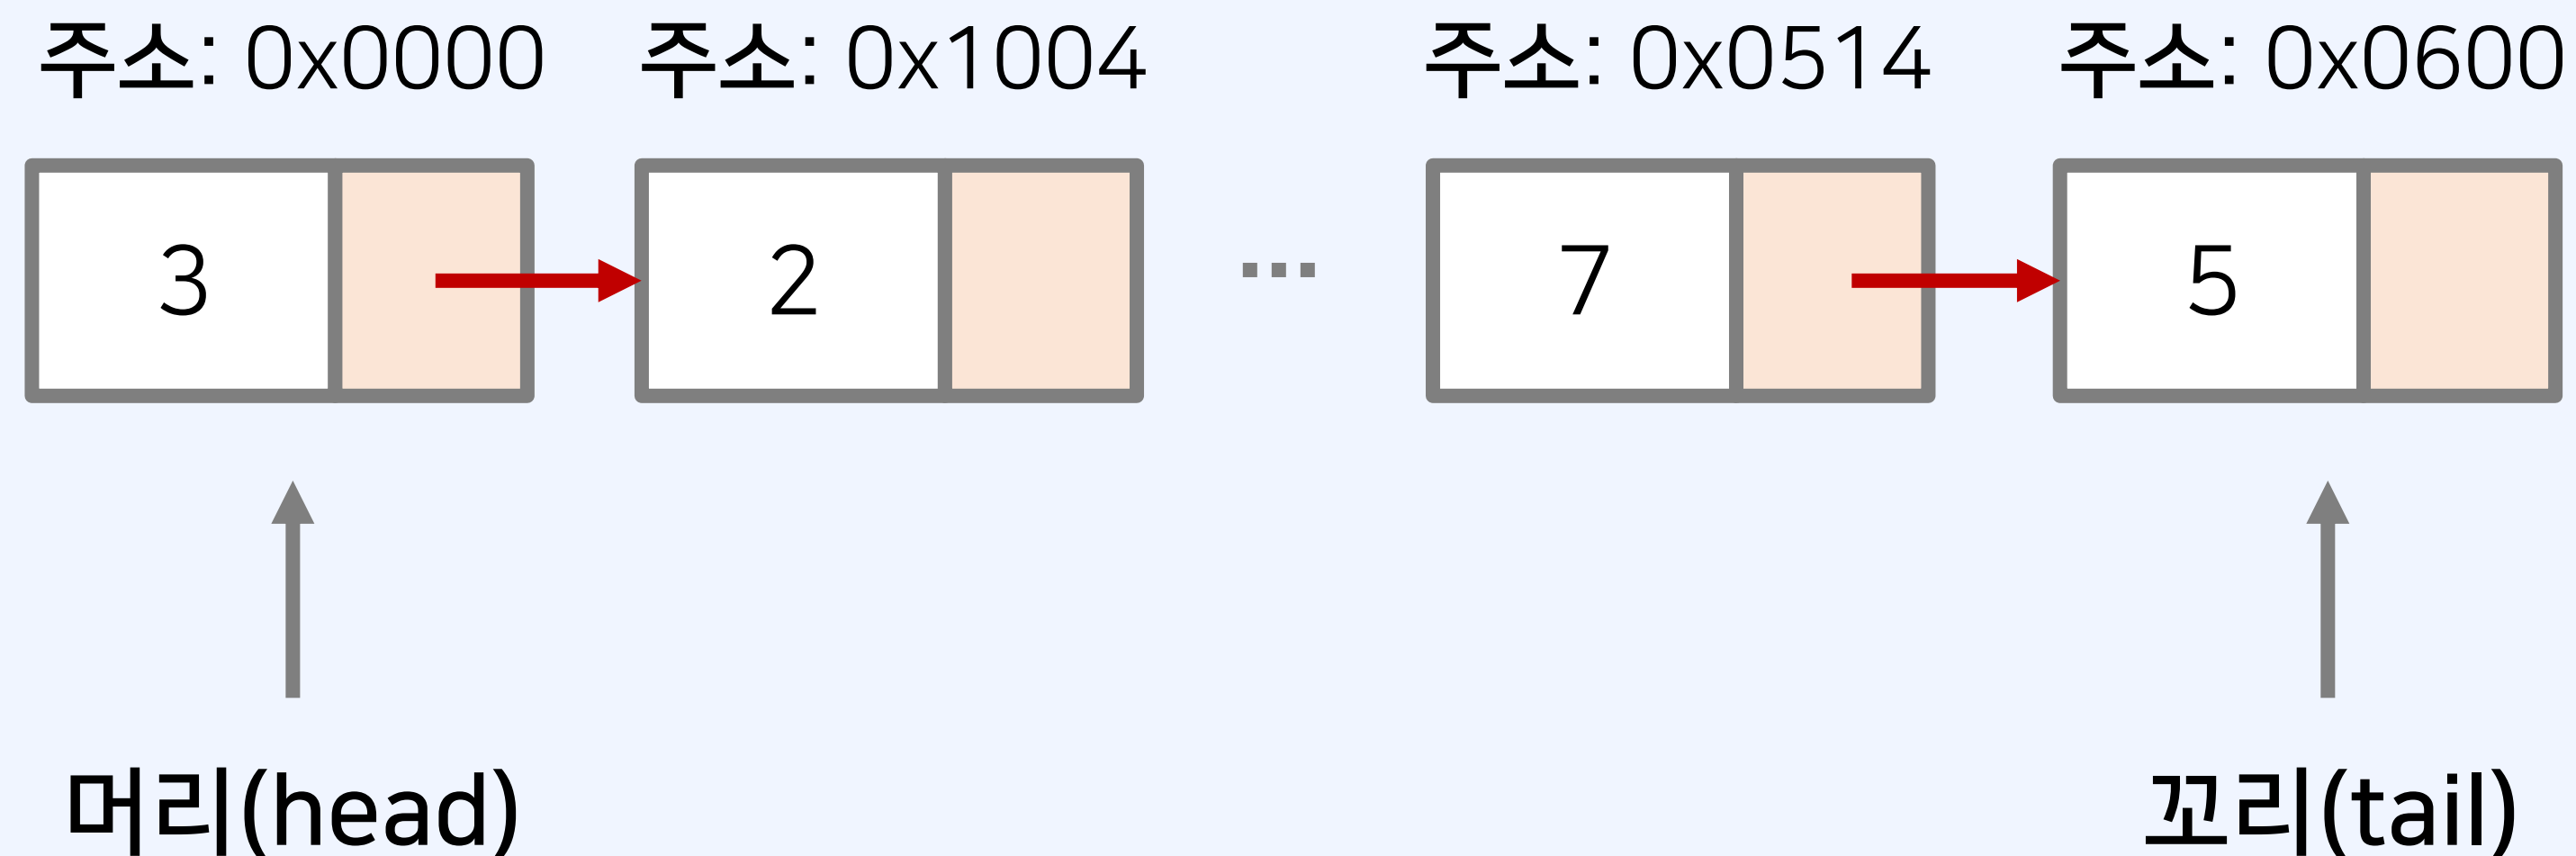 주소: 0x0000 주소: 0x1004 주소: 0x0514 주소: 0x0600
3 2 ... 7 5
머리(head) 꼬리(tail)